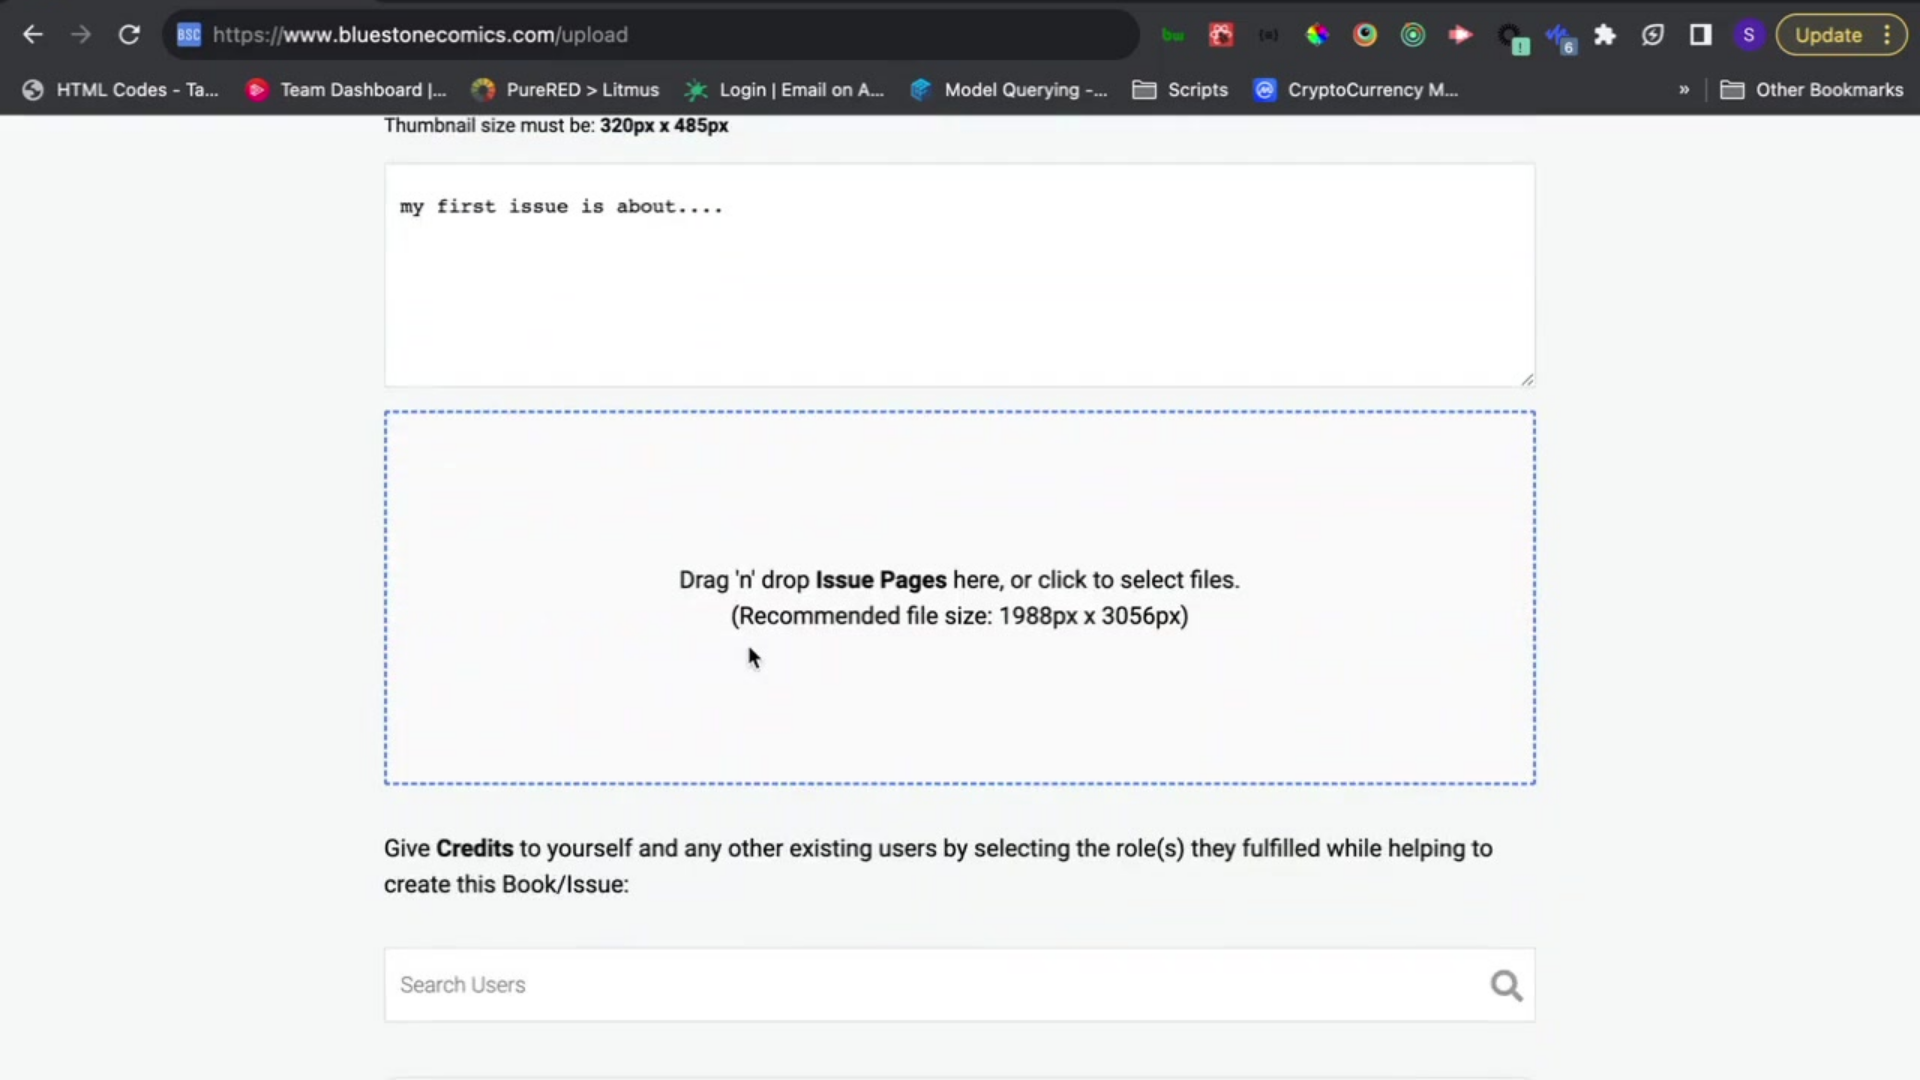 BSC https://www.bluestonecomics.com/upload bw 6 S Update
HTML Codes - Ta... Team Dashboard |... PureRED > Litmus Login | Email on A... Model Querying -... Scripts CryptoCurrency M... » Other Bookmarks
Thumbnail size must be: 320px x 485px
my first issue is about....
Drag 'n' drop Issue Pages here, or click to select files.
(Recommended file size: 1988px x 3056px)
Give Credits to yourself and any other existing users by selecting the role(s) they fulfilled while helping to
create this Book/Issue:
Search Users